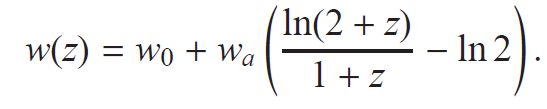 w(z) = w₀ + wₐ ( ln(2 + z) / 1 + z − ln 2 ) .